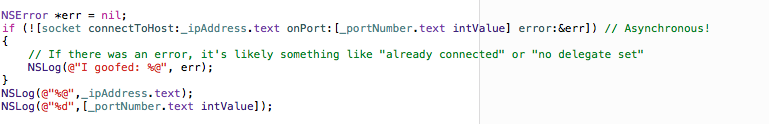 NSError *err = nil;
if (![socket connectToHost:_ipAddress.text onPort:[_portNumber.text intValue] error:&err]) // Asynchronous!
{
    // If there was an error, it's likely something like "already connected" or "no delegate set"
    NSLog(@"I goofed: %@", err);
}
NSLog(@"%@",_ipAddress.text);
NSLog(@"%d",[_portNumber.text intValue]);